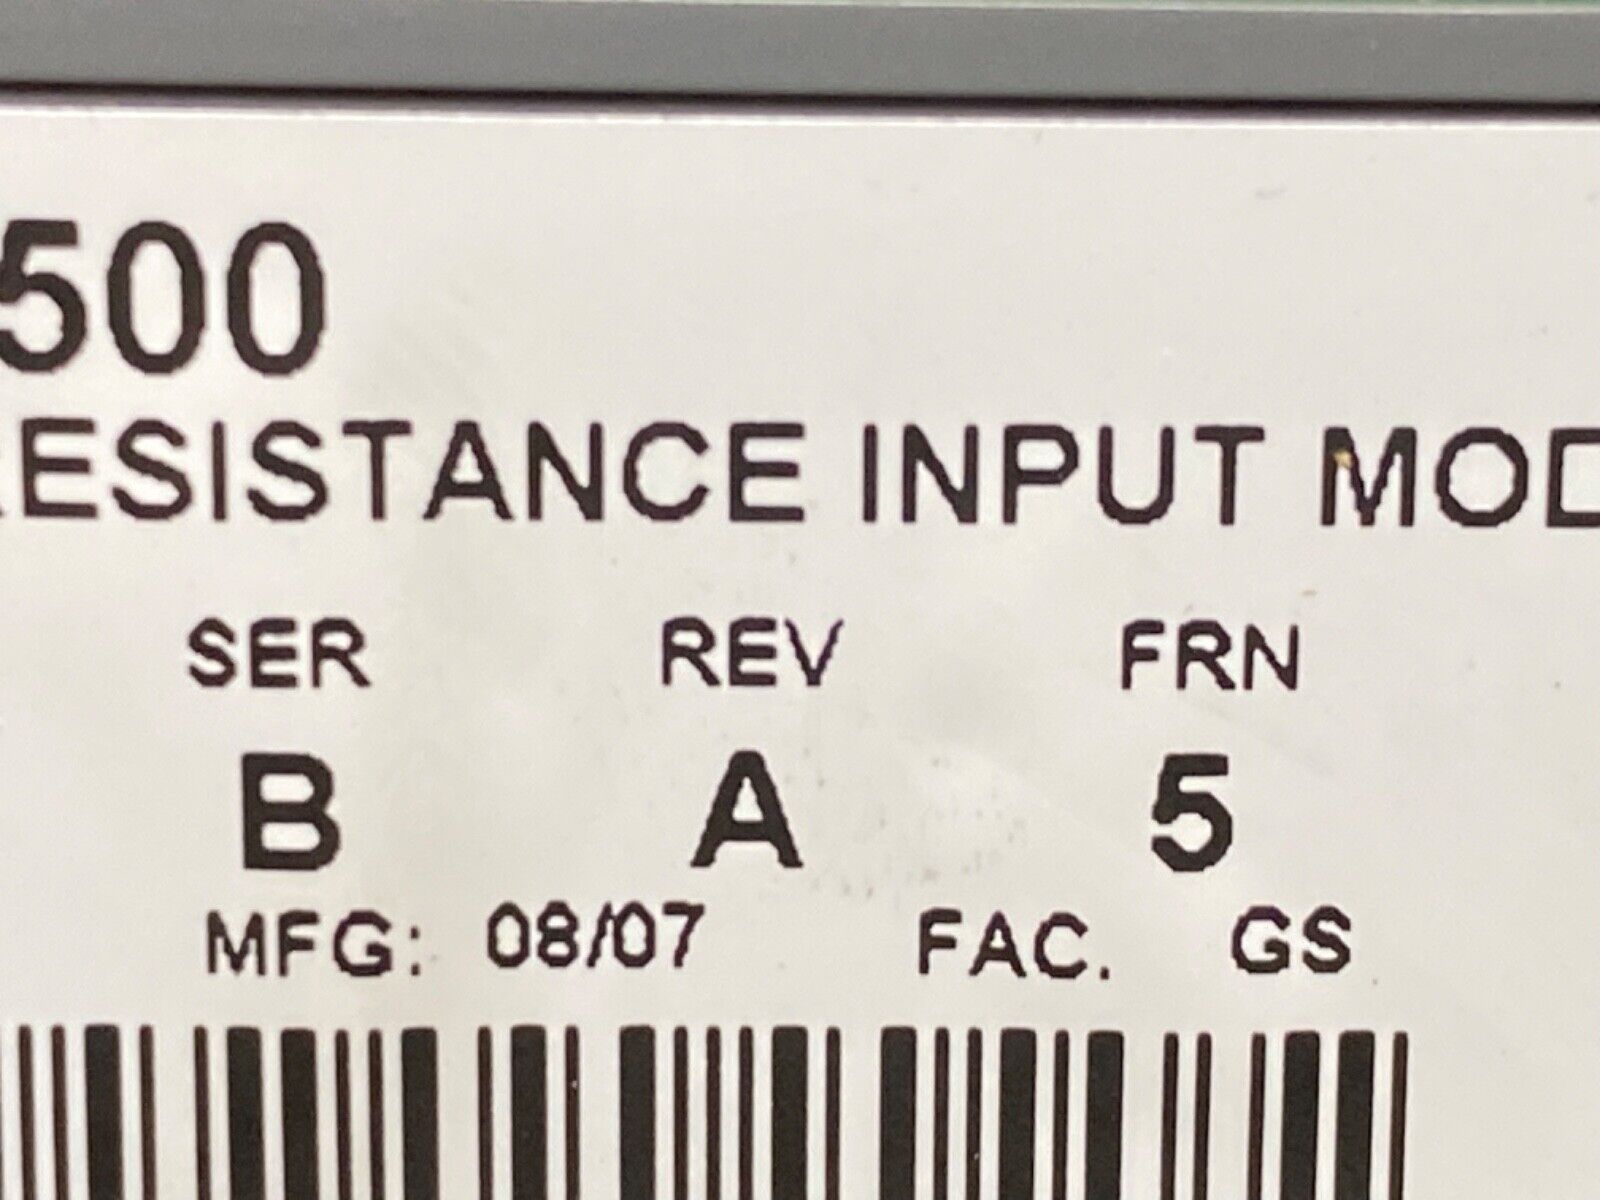 500
RESISTANCE INPUT MOD
SER REV FRN
B A 5
MFG: 08/07 FAC. GS